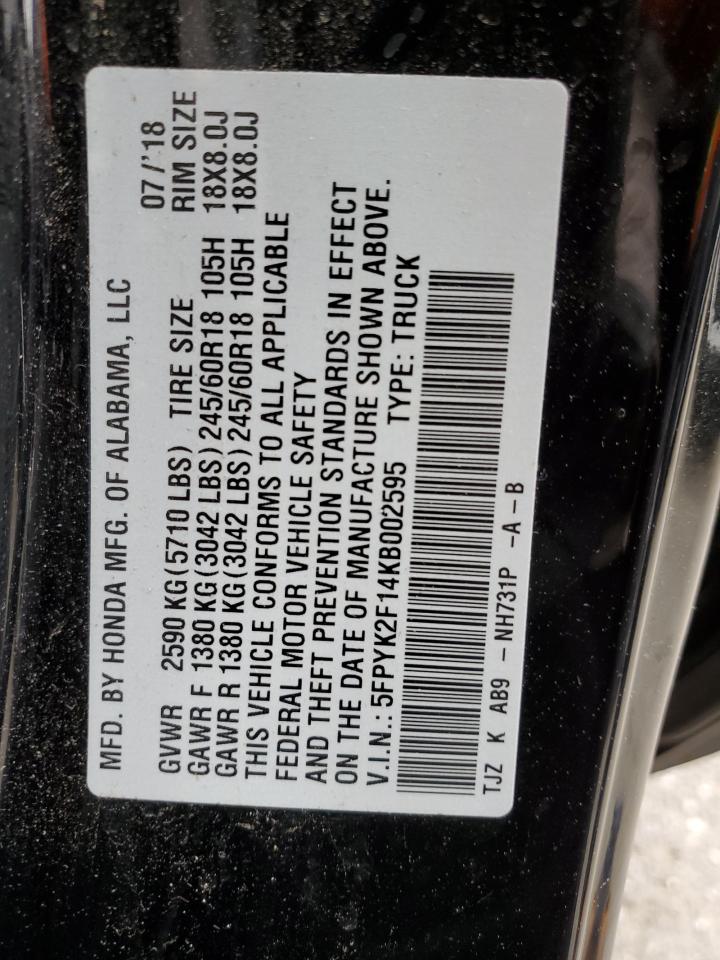 MFD. BY HONDA MFG. OF ALABAMA, LLC 07/'18
GVWR 2590 KG(5710 LBS) TIRE SIZE RIM SIZE
GAWR F 1380 KG(3042 LBS)245/60R18 105H 18X8.0J
GAWR R 1380 KG(3042 LBS)245/60R18 105H 18X8.0J
THIS VEHICLE CONFORMS TO ALL APPLICABLE
FEDERAL MOTOR VEHICLE SAFETY
AND THEFT PREVENTION STANDARDS IN EFFECT
ON THE DATE OF MANUFACTURE SHOWN ABOVE.
V.I.N.:5FPYK2F14KB002595 TYPE: TRUCK
TJZ K AB9 -NH731P -A-B